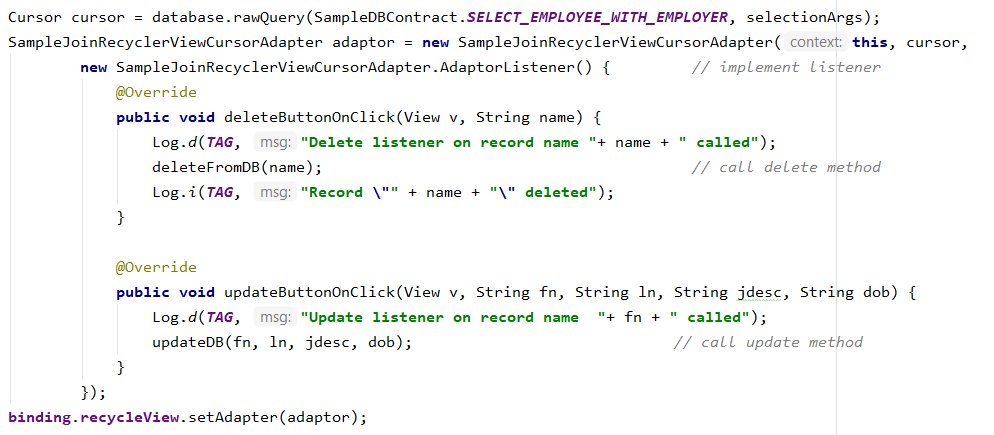 Cursor cursor = database.rawQuery(SampleDBContract.SELECT_EMPLOYEE_WITH_EMPLOYER, selectionArgs);
SampleJoinRecyclerViewCursorAdapter adaptor = new SampleJoinRecyclerViewCursorAdapter( context: this, cursor,
new SampleJoinRecyclerViewCursorAdapter.AdaptorListener() { // implement listener
@Override
public void deleteButtonOnClick(View v, String name) {
Log.d(TAG, msg: "Delete listener on record name "+ name + " called");
deleteFromDB(name); // call delete method
Log.i(TAG, msg: "Record \"" + name + "\" deleted");
}
@Override
public void updateButtonOnClick(View v, String fn, String ln, String jdesc, String dob) {
Log.d(TAG, msg: "Update listener on record name  "+ fn + " called");
updateDB(fn, ln, jdesc, dob); // call update method
}
});
binding.recycleView.setAdapter(adaptor);